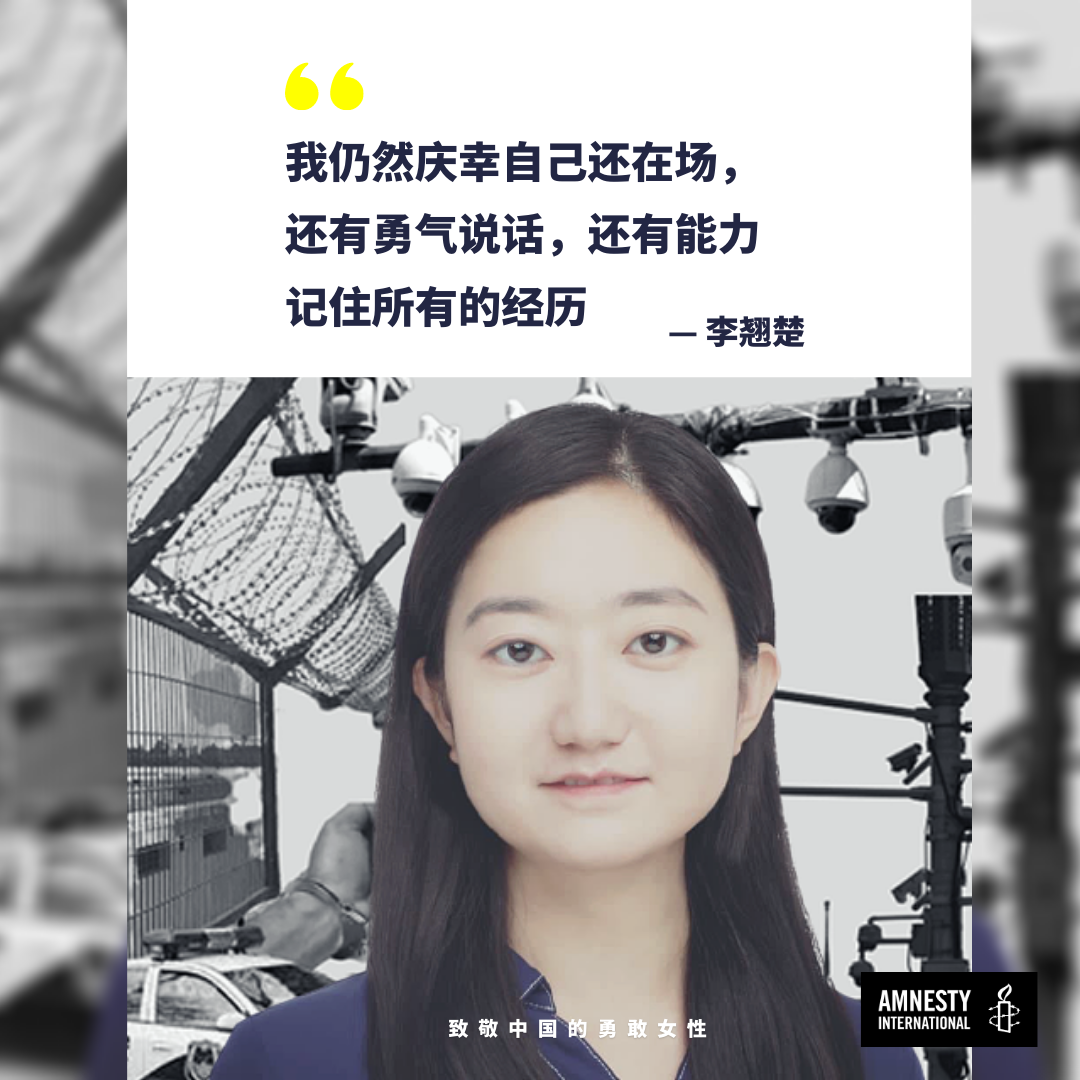 我仍然庆幸自己还在场，
还有勇气说话，还有能力
记住所有的经历
— 李翘楚
致敬中国的勇敢女性
AMNESTY
INTERNATIONAL